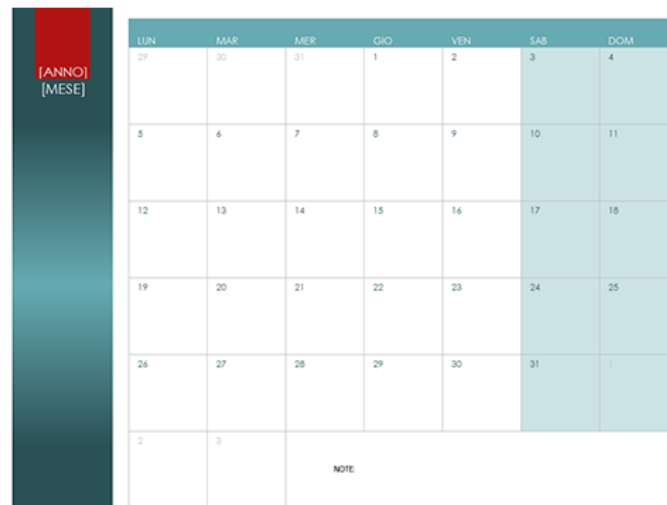 [ANNO]
[MESE]
LUN MAR MER GIO VEN SAB DOM
29 30 31 1 2 3 4
5 6 7 8 9 10 11
12 13 14 15 16 17 18
19 20 21 22 23 24 25
26 27 28 29 30 31 1
2 3
NOTE